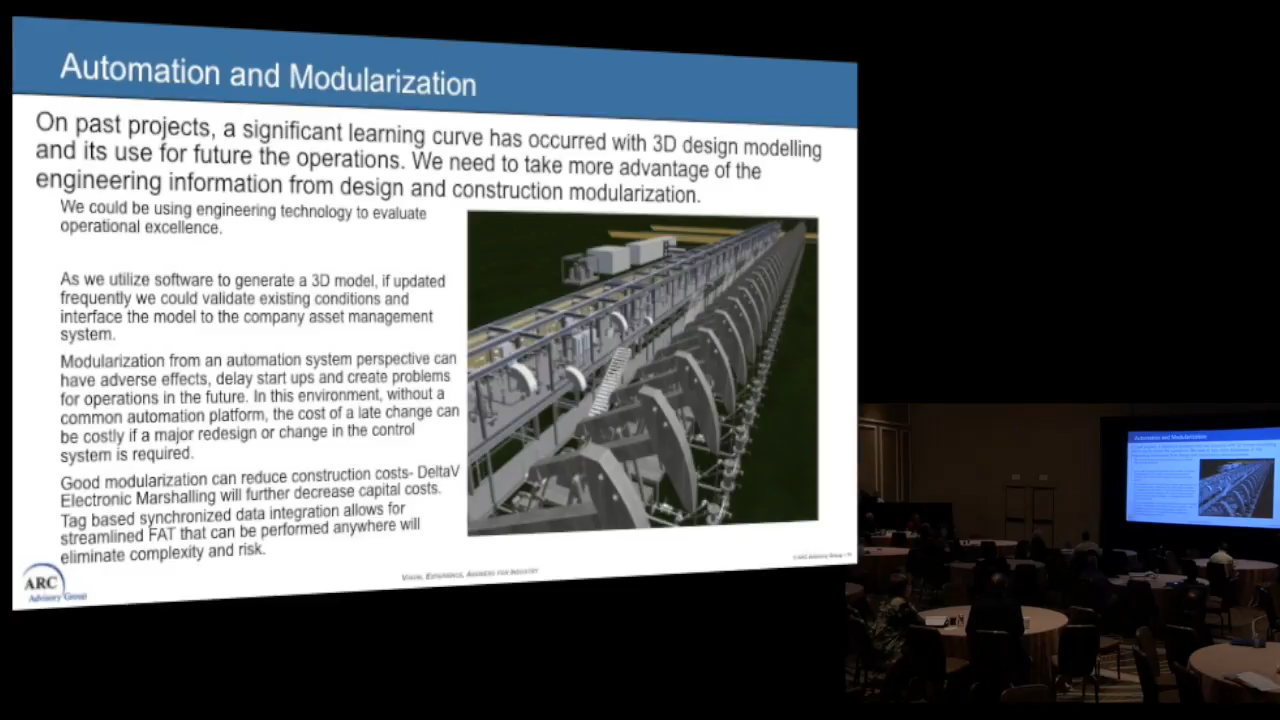 Automation and Modularization
On past projects, a significant learning curve has occurred with 3D design modelling
and its use for future the operations. We need to take more advantage of the
engineering information from design and construction modularization.
We could be using engineering technology to evaluate
operational excellence.
As we utilize software to generate a 3D model, if updated
frequently we could validate existing conditions and
interface the model to the company asset management
system.
Modularization from an automation system perspective can
have adverse effects, delay start ups and create problems
for operations in the future. In this environment, without a
common automation platform, the cost of a late change can
be costly if a major redesign or change in the control
system is required.
Good modularization can reduce construction costs- DeltaV
Electronic Marshalling will further decrease capital costs.
Tag based synchronized data integration allows for
streamlined FAT that can be performed anywhere will
eliminate complexity and risk.
ARC
Advisory Group
Vision, Experience, Answers for Industry
© ARC Advisory Group
Automation and Modularization